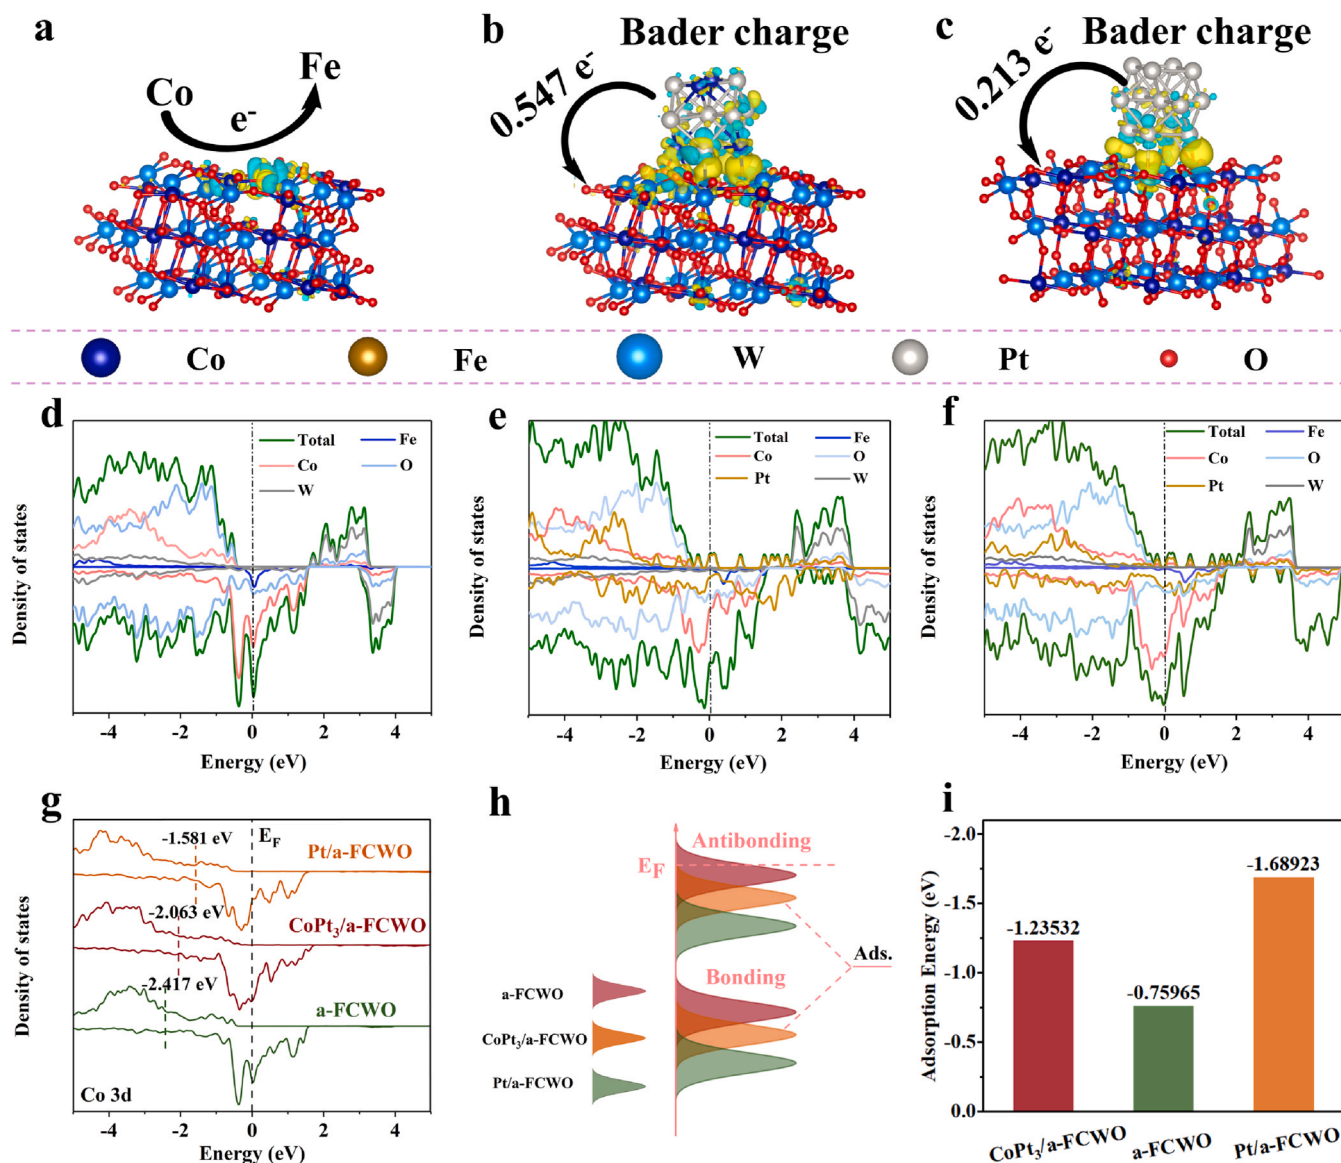 a
Co
Fe
e-
b
Bader charge
0.547 e-
c
Bader charge
0.213 e-
Co
Fe
W
Pt
O
d
Density of states
Total
Fe
Co
O
W
-4
-2
0
2
4
Energy (eV)
e
Density of states
Total
Fe
Co
O
Pt
W
-4
-2
0
2
4
Energy (eV)
f
Density of states
Total
Fe
Co
O
Pt
W
-4
-2
0
2
4
Energy (eV)
g
Density of states
EF
-1.581 eV
Pt/a-FCWO
-2.063 eV
CoPt3/a-FCWO
-2.417 eV
a-FCWO
Co 3d
-4
-2
0
2
4
Energy (eV)
h
Antibonding
EF
Ads.
Bonding
a-FCWO
CoPt3/a-FCWO
Pt/a-FCWO
i
Adsorption Energy (eV)
-2.0
-1.5
-1.0
-0.5
0.0
-1.23532
-0.75965
-1.68923
CoPt3/a-FCWO
a-FCWO
Pt/a-FCWO